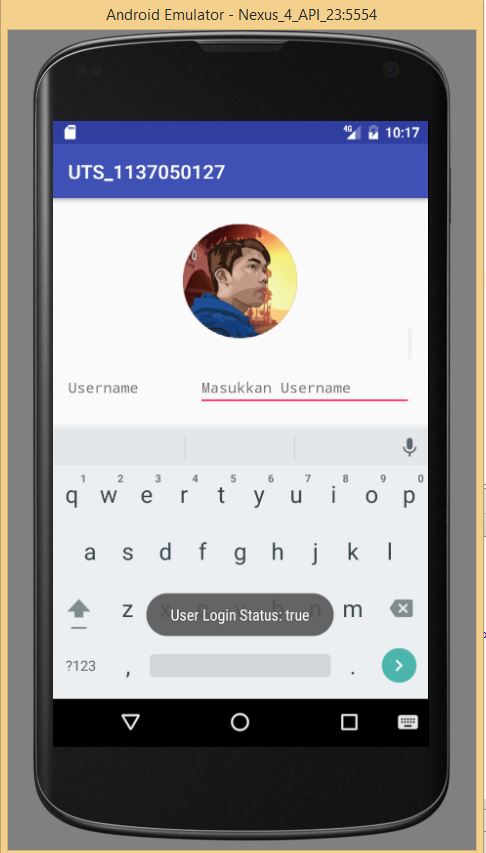 Android Emulator - Nexus_4_API_23:5554
4G 10:17
UTS_1137050127
Username Masukkan Username
1 2 3 4 5 6 7 8 9 0
q w e r t y u i o p
a s d f g h j k l
z x c v b n m
User Login Status: true
?123 , .